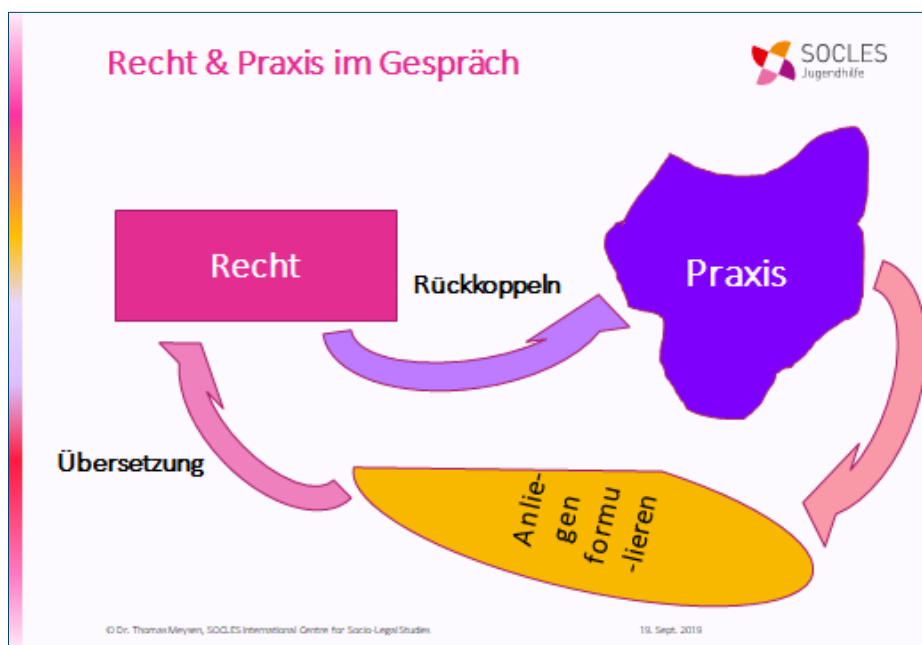 Recht & Praxis im Gespräch
SOCLES
Jugendhilfe
Recht
Rückkoppeln
Praxis
Übersetzung
Anlie-
gen
formu
-lieren
© Dr. Thomas Meysen, SOCLES International Centre for Socio-Legal Studies
19. Sept. 2019